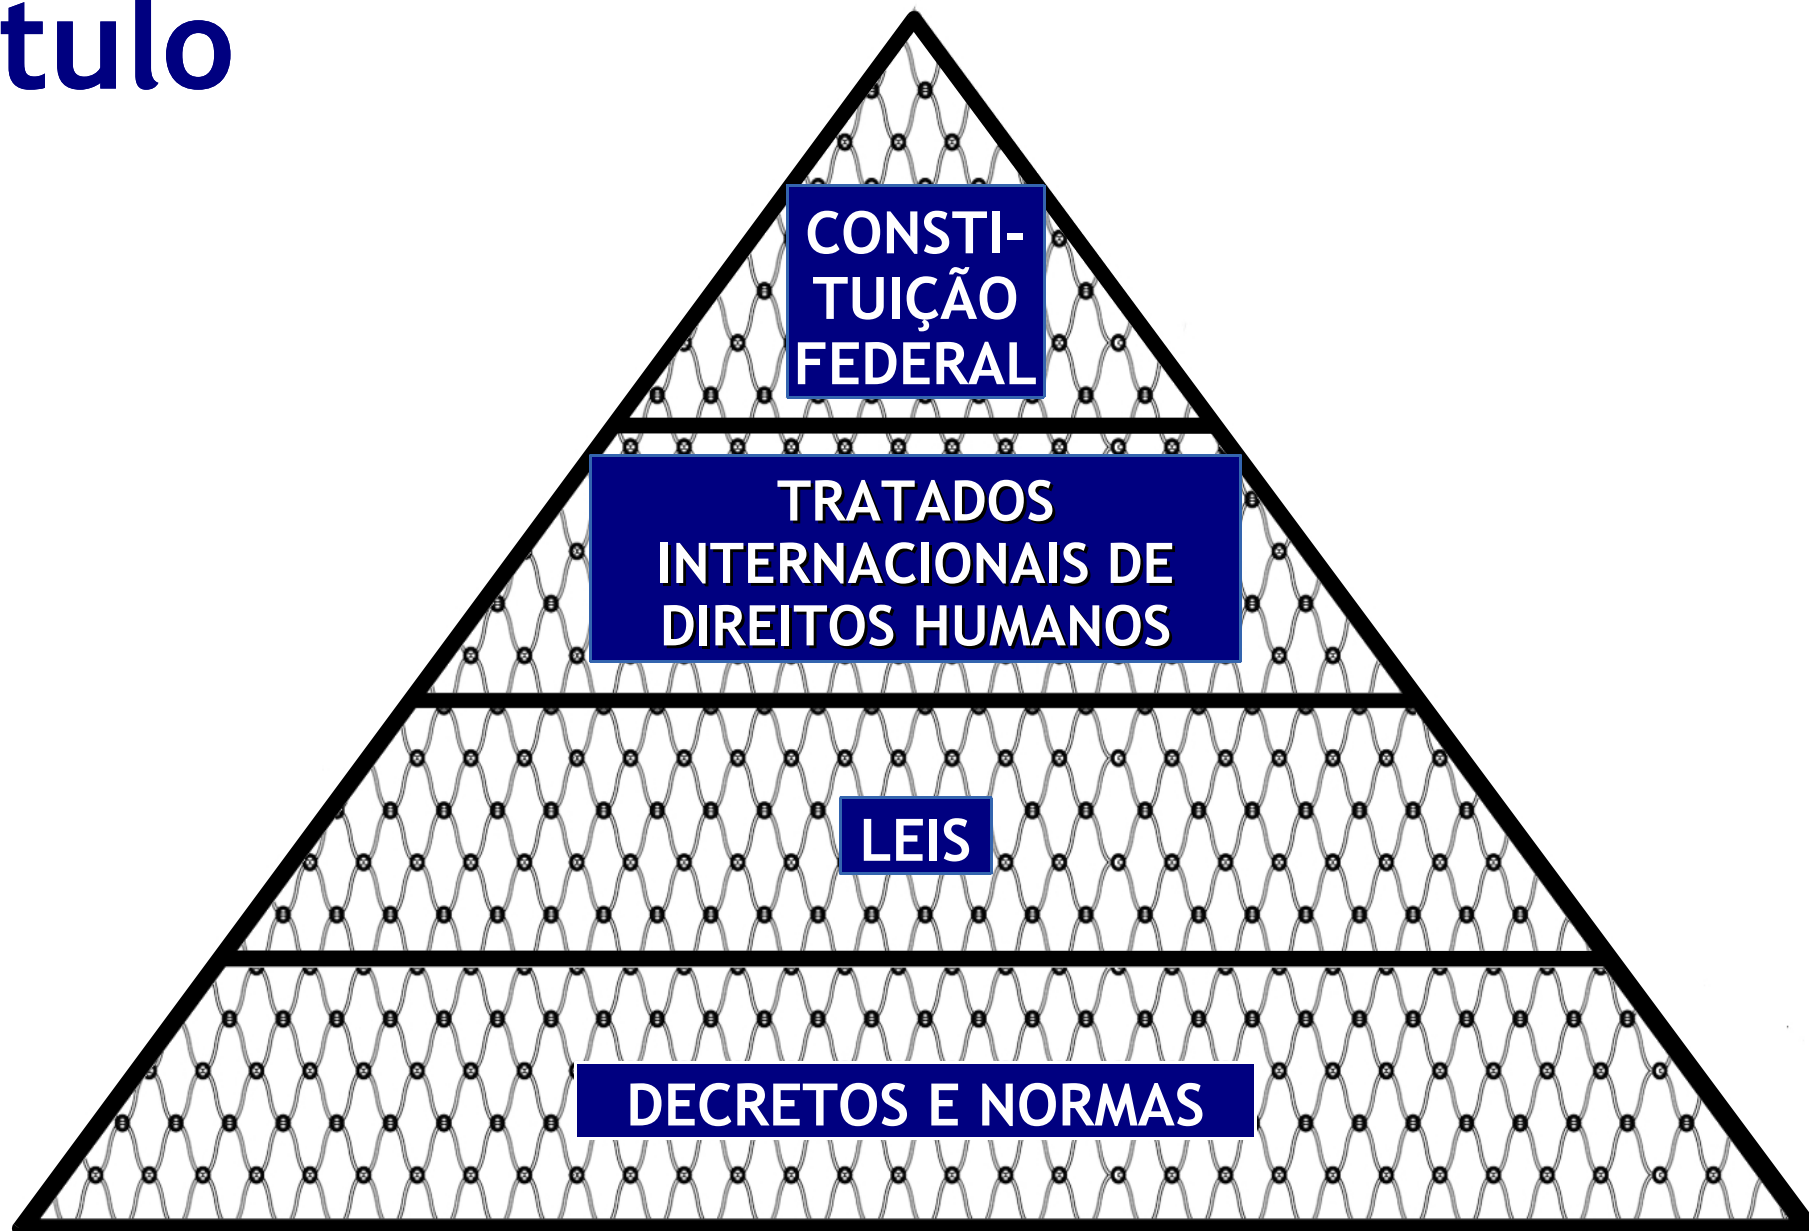 tulo
CONSTI-
TUIÇÃO
FEDERAL
TRATADOS
INTERNACIONAIS DE
DIREITOS HUMANOS
LEIS
DECRETOS E NORMAS